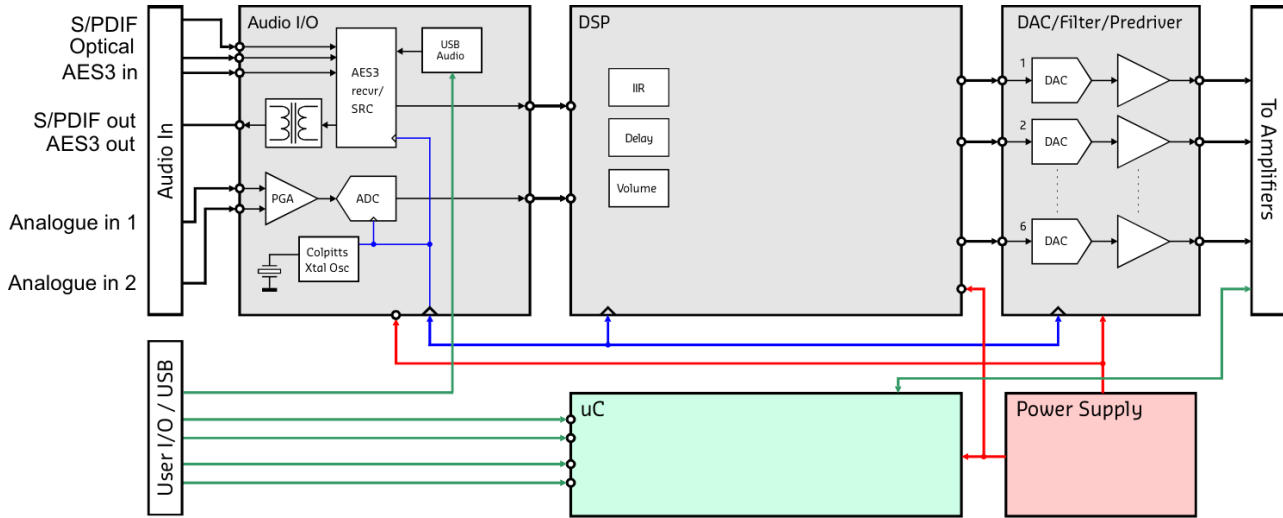 S/PDIF
Optical
AES3 in
S/PDIF out
AES3 out
Analogue in 1
Analogue in 2
Audio In
Audio I/O
AES3
recvr/
SRC
USB
Audio
PGA
ADC
Colpitts
Xtal Osc
DSP
IIR
Delay
Volume
DAC/Filter/Predriver
1
DAC
2
DAC
6
DAC
To Amplifiers
User I/O / USB
uC
Power Supply